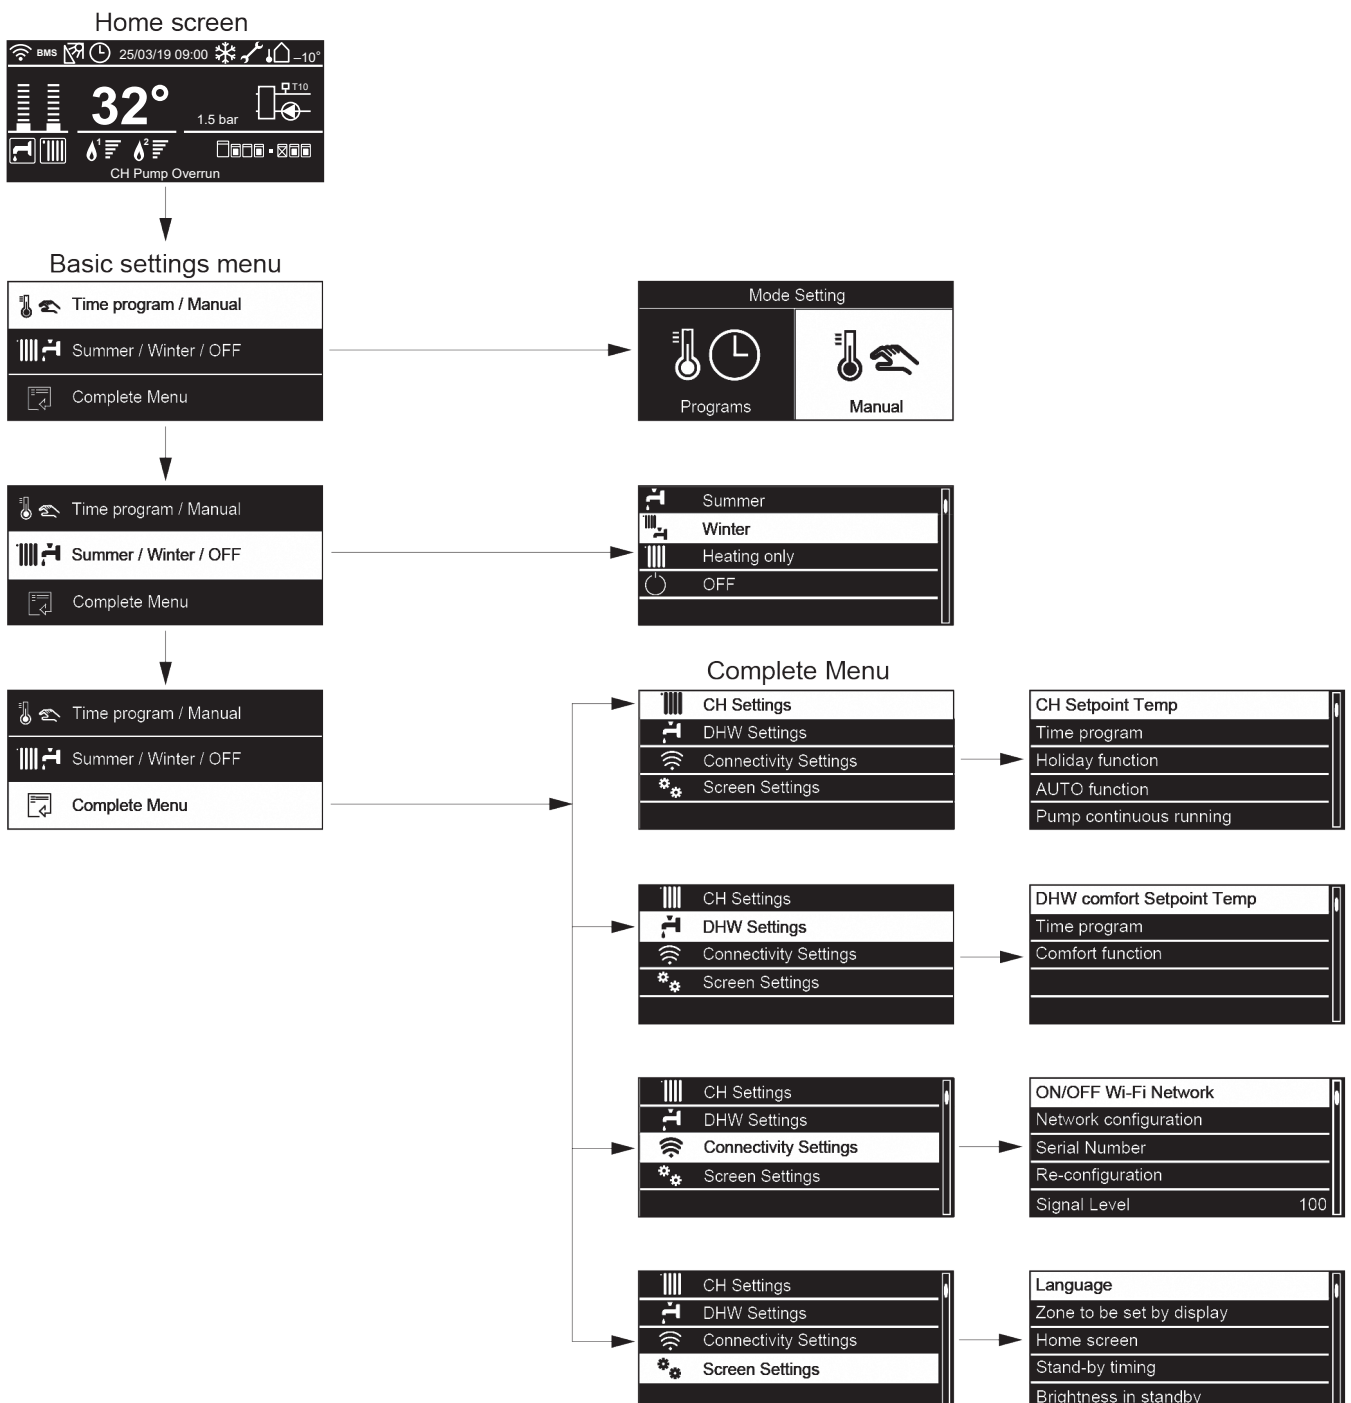 Home screen
BMS 25/03/19 09:00 –10°
32° T10
1.5 bar
1 2
CH Pump Overrun
Basic settings menu
Time program / Manual
Summer / Winter / OFF
Complete Menu
Mode Setting
Programs Manual
Time program / Manual
Summer / Winter / OFF
Complete Menu
Summer
Winter
Heating only
OFF
Time program / Manual
Summer / Winter / OFF
Complete Menu
Complete Menu
CH Settings
DHW Settings
Connectivity Settings
Screen Settings
CH Setpoint Temp
Time program
Holiday function
AUTO function
Pump continuous running
CH Settings
DHW Settings
Connectivity Settings
Screen Settings
DHW comfort Setpoint Temp
Time program
Comfort function
CH Settings
DHW Settings
Connectivity Settings
Screen Settings
ON/OFF Wi-Fi Network
Network configuration
Serial Number
Re-configuration
Signal Level 100
CH Settings
DHW Settings
Connectivity Settings
Screen Settings
Language
Zone to be set by display
Home screen
Stand-by timing
Brightness in standby